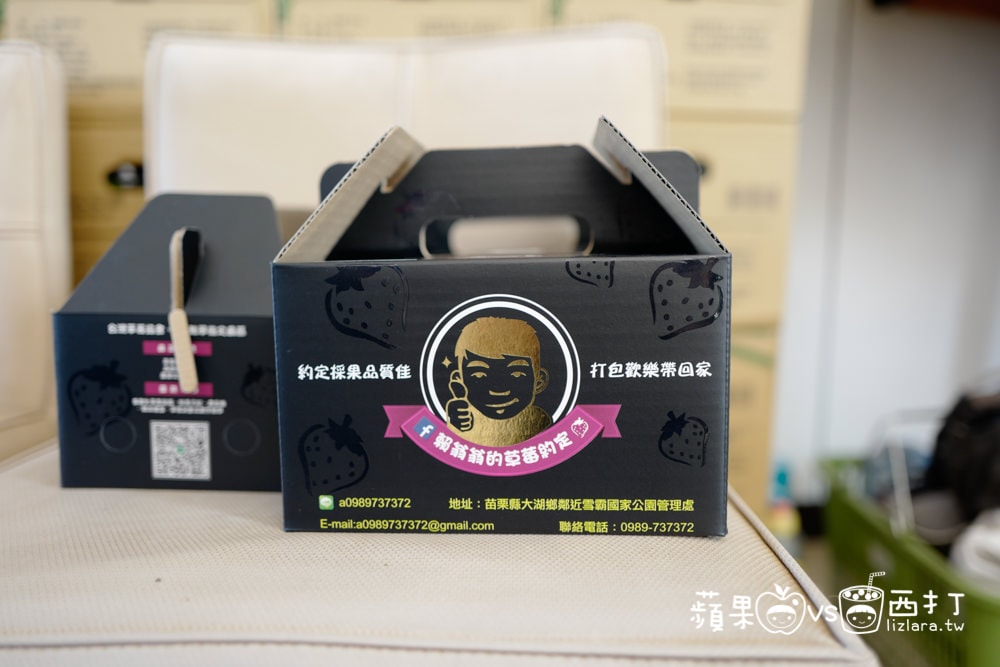 約定採果品質佳
打包歡樂帶回家
賴翁翁的草莓約定
a0989737372
地址：苗栗縣大湖鄉鄰近雪霸國家公園管理處
E-mail:a0989737372@gmail.com
聯絡電話：0989-737372
蘋果vs西打
lizlara.tw